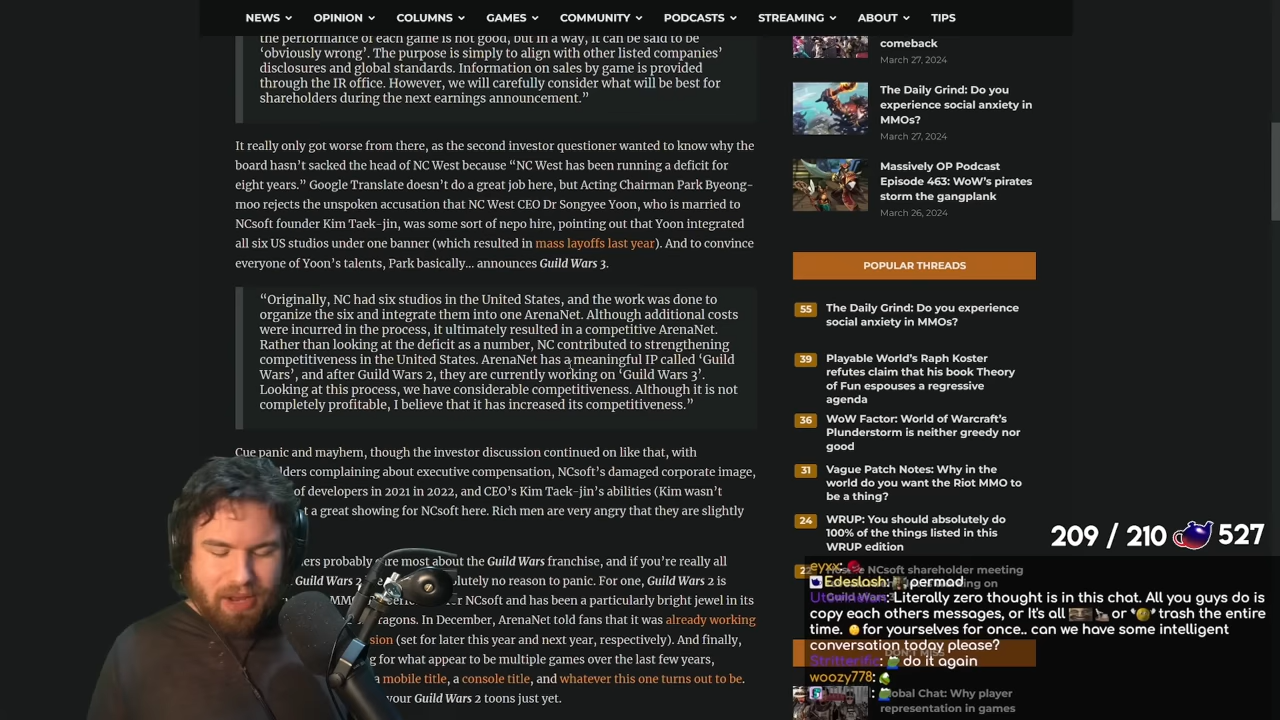 NEWS OPINION COLUMNS GAMES COMMUNITY PODCASTS STREAMING ABOUT TIPS
the performance of each game is not good, but in a way, it can be said to be
‘obviously wrong’. The purpose is simply to align with other listed companies’
disclosures and global standards. Information on sales by game is provided
through the IR office. However, we will carefully consider what will be best for
shareholders during the next earnings announcement.”
It really only got worse from there, as the second investor questioner wanted to know why the
board hasn’t sacked the head of NC West because “NC West has been running a deficit for
eight years.” Google Translate doesn’t do a great job here, but Acting Chairman Park Byeong-
moo rejects the unspoken accusation that NC West CEO Dr Songyee Yoon, who is married to
NCsoft founder Kim Taek-jin, was some sort of nepo hire, pointing out that Yoon integrated
all six US studios under one banner (which resulted in mass layoffs last year). And to convince
everyone of Yoon’s talents, Park basically… announces Guild Wars 3.
“Originally, NC had six studios in the United States, and the work was done to
organize the six and integrate them into one ArenaNet. Although additional costs
were incurred in the process, it ultimately resulted in a competitive ArenaNet.
Rather than looking at the deficit as a number, NC contributed to strengthening
competitiveness in the United States. ArenaNet has a meaningful IP called ‘Guild
Wars’, and after Guild Wars 2, they are currently working on ‘Guild Wars 3’.
Looking at this process, we have considerable competitiveness. Although it is not
completely profitable, I believe that it has increased its competitiveness.”
Cue panic and mayhem, though the investor discussion continued on like that, with
olders complaining about executive compensation, NCsoft’s damaged corporate image,
of developers in 2021 in 2022, and CEO’s Kim Taek-jin’s abilities (Kim wasn’t
t a great showing for NCsoft here. Rich men are very angry that they are slightly
ers probably care most about the Guild Wars franchise, and if you’re really all
Guild Wars 2 olutely no reason to panic. For one, Guild Wars 2 is
NCsoft and has been a particularly bright jewel in its
ragons. In December, ArenaNet told fans that it was already working
sion (set for later this year and next year, respectively). And finally,
g for what appear to be multiple games over the last few years,
a mobile title, a console title, and whatever this one turns out to be.
your Guild Wars 2 toons just yet.
comeback
March 27, 2024
The Daily Grind: Do you
experience social anxiety in
MMOs?
March 27, 2024
Massively OP Podcast
Episode 463: WoW’s pirates
storm the gangplank
March 26, 2024
POPULAR THREADS
55 The Daily Grind: Do you experience
social anxiety in MMOs?
39 Playable World’s Raph Koster
refutes claim that his book Theory
of Fun espouses a regressive
agenda
36 WoW Factor: World of Warcraft’s
Plunderstorm is neither greedy nor
good
31 Vague Patch Notes: Why in the
world do you want the Riot MMO to
be a thing?
24 WRUP: You should absolutely do
100% of the things listed in this
WRUP edition
NCsoft shareholder meeting
Guild Wars
209 / 210 527
eyxx:
Edeslash: permad
Literally zero thought is in this chat. All you guys do is
copy each others messages, or It's all or trash the entire
time. for yourselves for once.. can we have some intelligent
conversation today please?
Stritterific: do it again
woozy778:
Global Chat: Why player
representation in games